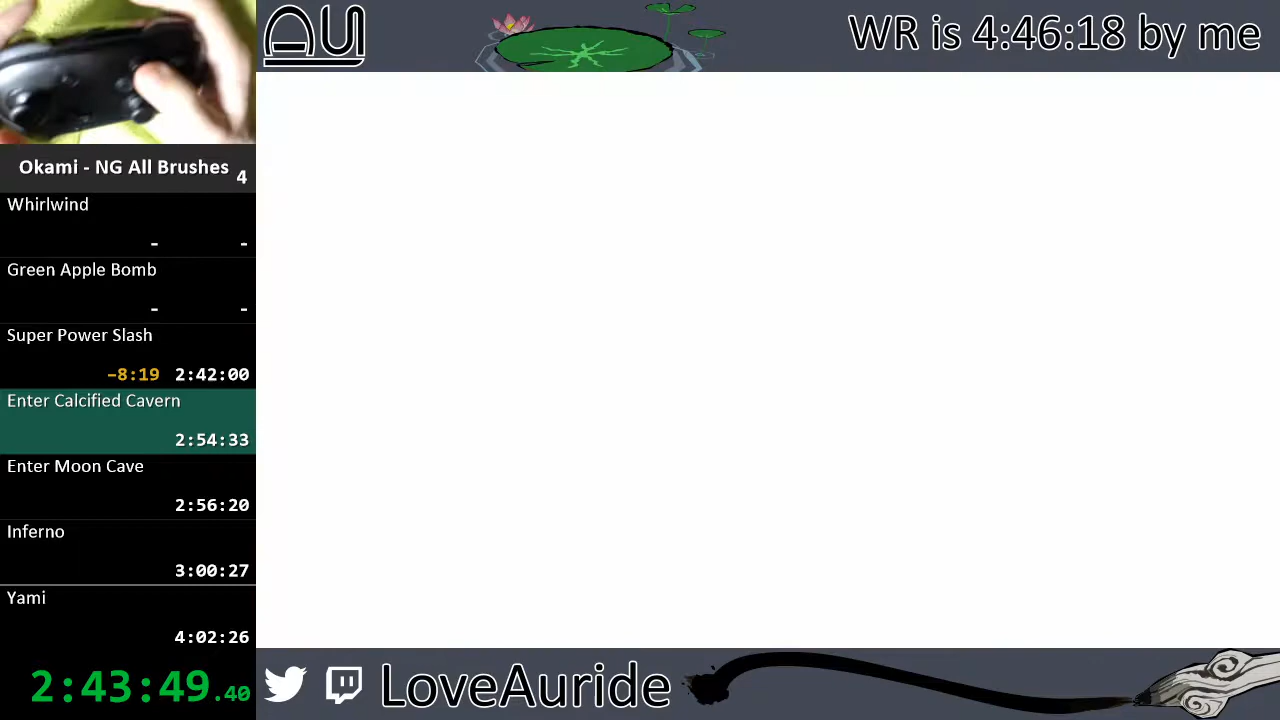 AU
WR is 4:46:18 by me
Okami - NG All Brushes
4
Whirlwind
- -
Green Apple Bomb
- -
Super Power Slash
-8:19 2:42:00
Enter Calcified Cavern
2:54:33
Enter Moon Cave
2:56:20
Inferno
3:00:27
Yami
4:02:26
2:43:49.40
LoveAuride